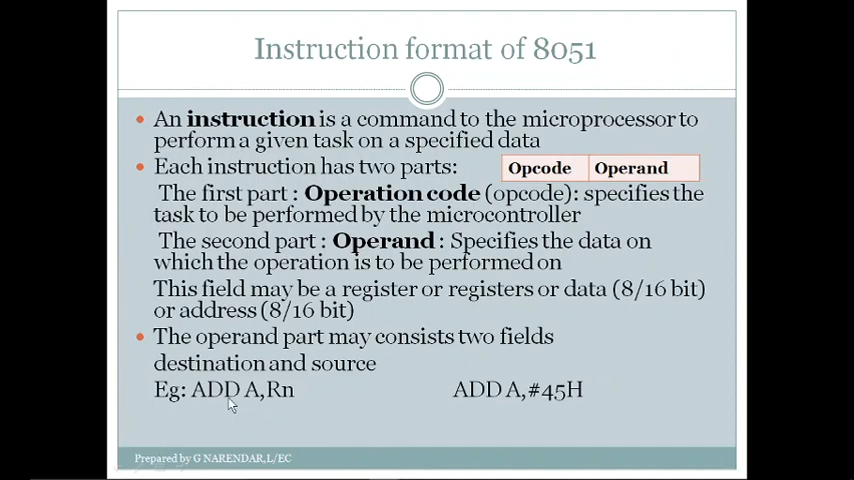 Instruction format of 8051
An instruction is a command to the microprocessor to
perform a given task on a specified data
Each instruction has two parts:
Opcode Operand
The first part : Operation code (opcode): specifies the
task to be performed by the microcontroller
The second part : Operand : Specifies the data on
which the operation is to be performed on
This field may be a register or registers or data (8/16 bit)
or address (8/16 bit)
The operand part may consists two fields
destination and source
Eg: ADD A,Rn ADD A,#45H
Prepared by G NARENDAR,L/EC